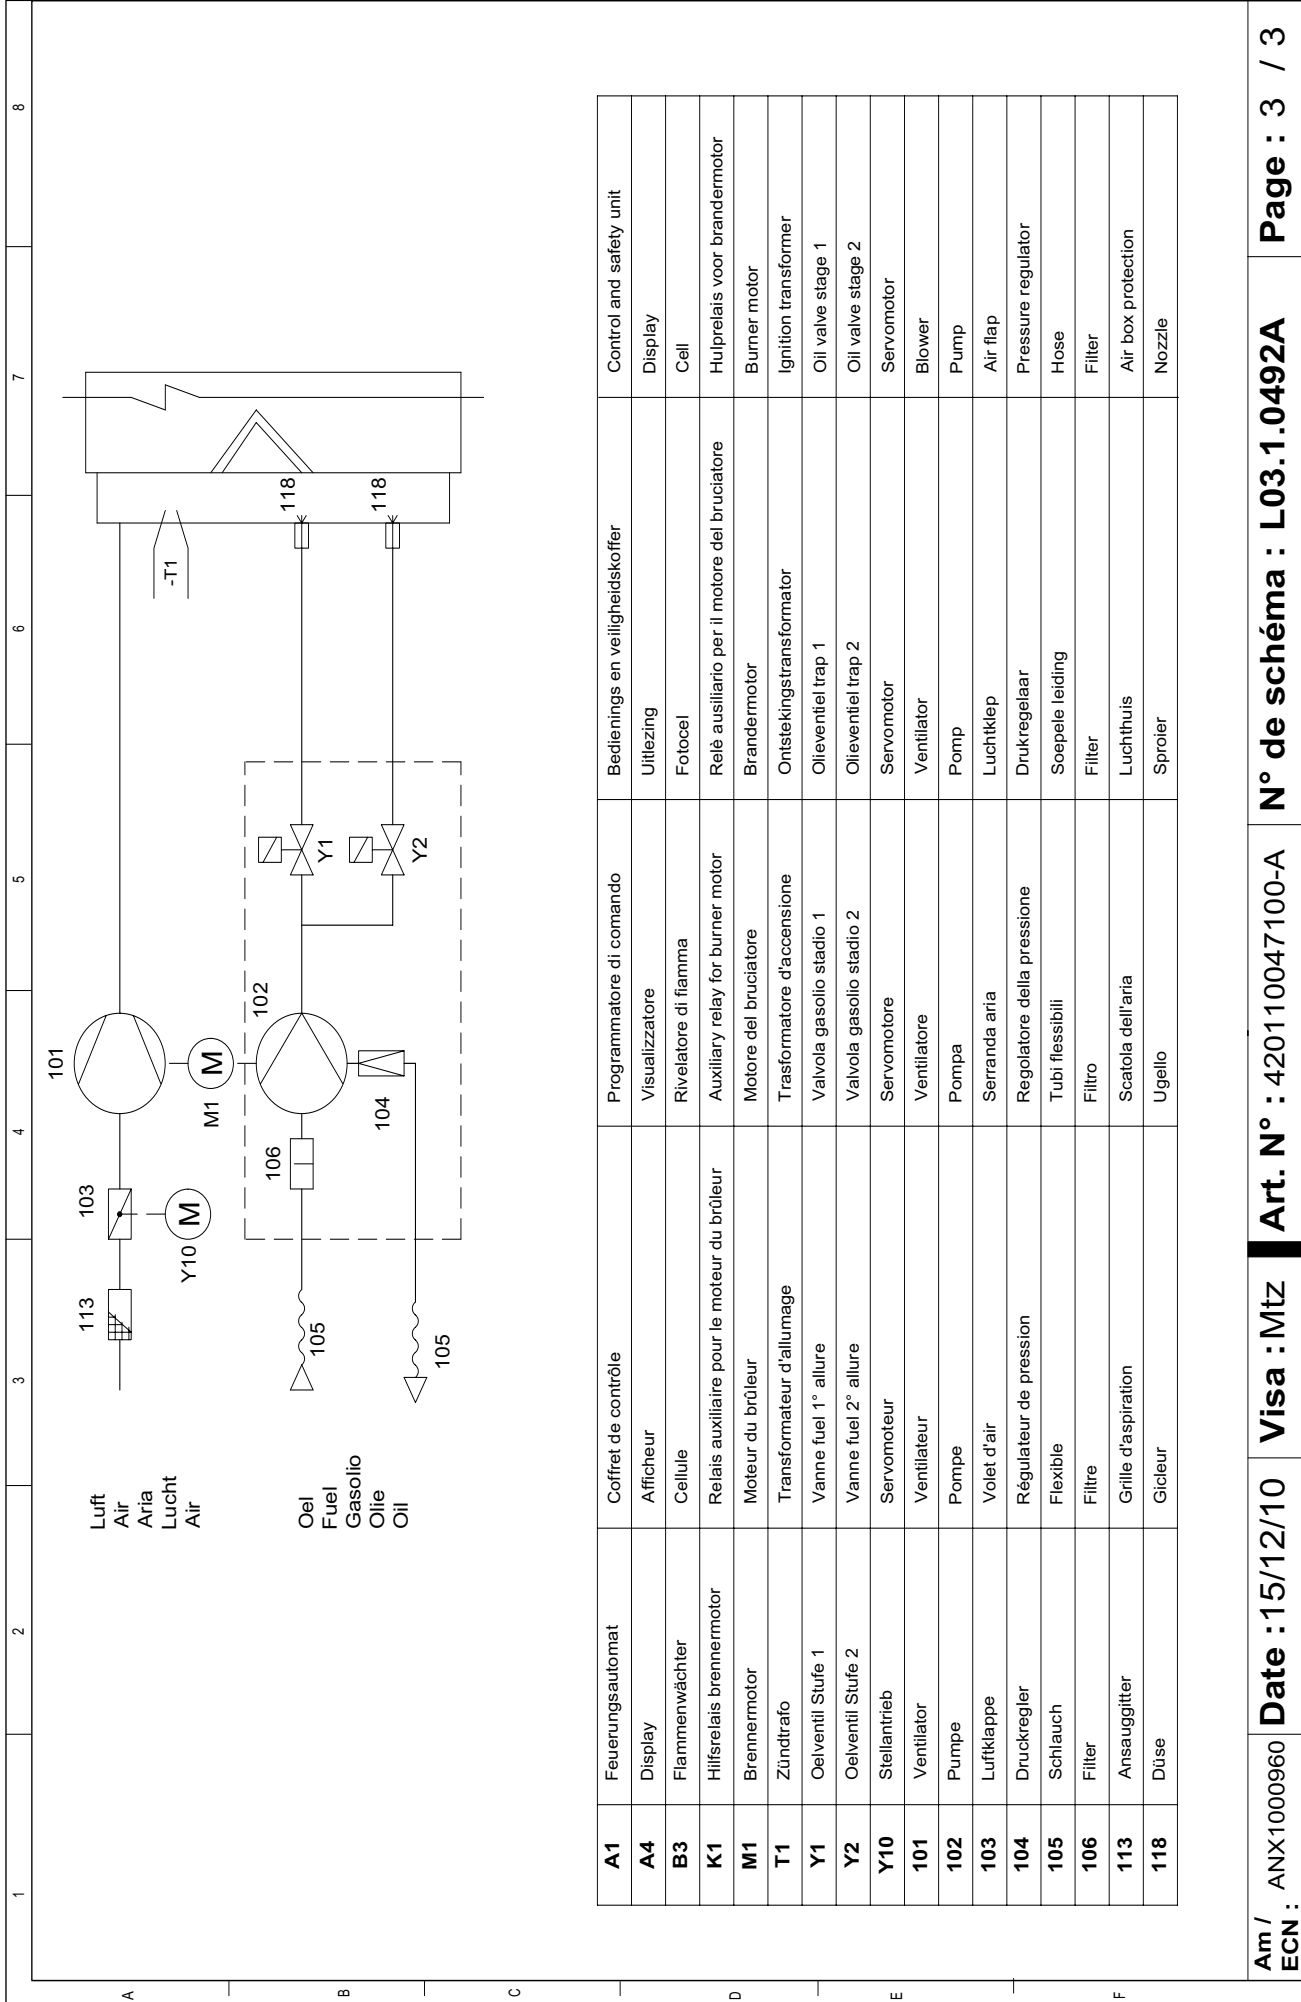 1 2 3 4 5 6 7 8
A
B
C
D
E
F
Luft
Air
Aria
Lucht
Air
113
103
Y10
M
101
M1
M
-T1
Oel
Fuel
Gasolio
Olie
Oil
105
105
106
104
102
Y1
Y2
118
118
A1 Feuerungsautomat Coffret de contrôle Programmatore di comando Bedienings en veiligheidskoffer Control and safety unit
A4 Display Afficheur Visualizzatore Uitlezing Display
B3 Flammenwächter Cellule Rivelatore di fiamma Fotocel Cell
K1 Hilfsrelais brennermotor Relais auxiliaire pour le moteur du brûleur Auxiliary relay for burner motor Relè ausiliario per il motore del bruciatore Hulprelais voor brandermotor
M1 Brennermotor Moteur du brûleur Motore del bruciatore Brandermotor Burner motor
T1 Zündtrafo Transformateur d'allumage Trasformatore d'accensione Ontstekingstransformator Ignition transformer
Y1 Oelventil Stufe 1 Vanne fuel 1° allure Valvola gasolio stadio 1 Olieventiel trap 1 Oil valve stage 1
Y2 Oelventil Stufe 2 Vanne fuel 2° allure Valvola gasolio stadio 2 Olieventiel trap 2 Oil valve stage 2
Y10 Stellantrieb Servomoteur Servomotore Servomotor Servomotor
101 Ventilator Ventilateur Ventilatore Ventilator Blower
102 Pumpe Pompe Pompa Pomp Pump
103 Luftklappe Volet d'air Serranda aria Luchtklep Air flap
104 Druckregler Régulateur de pression Regolatore della pressione Drukregelaar Pressure regulator
105 Schlauch Flexible Tubi flessibili Soepele leiding Hose
106 Filter Filtre Filtro Filter Filter
113 Ansauggitter Grille d'aspiration Scatola dell'aria Luchthuis Air box protection
118 Düse Gicleur Ugello Sproier Nozzle
Am / ECN : ANX1000960 Date :15/12/10 Visa :Mtz Art. N° : 420110047100-A N° de schéma : L03.1.0492A Page : 3 / 3